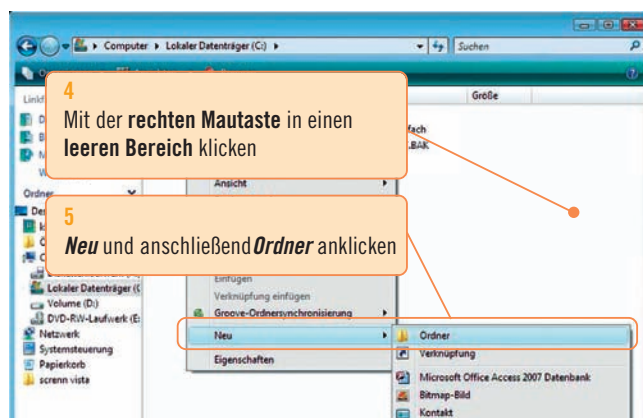 Computer ▸ Lokaler Datenträger (C:) ▸
Suchen
4
Mit der rechten Mautaste in einen
leeren Bereich klicken
Größe
fach
.BAK
Ansicht
Ordner
5
Neu und anschließend Ordner anklicken
Einfügen
Verknüpfung einfügen
Groove-Ordnersynchronisierung
Neu
Eigenschaften
Lokaler Datenträger (C
Volume (D:)
DVD-RW-Laufwerk (E:
Netzwerk
Systemsteuerung
Papierkorb
screnn vista
Ordner
Verknüpfung
Microsoft Office Access 2007 Datenbank
Bitmap-Bild
Kontakt